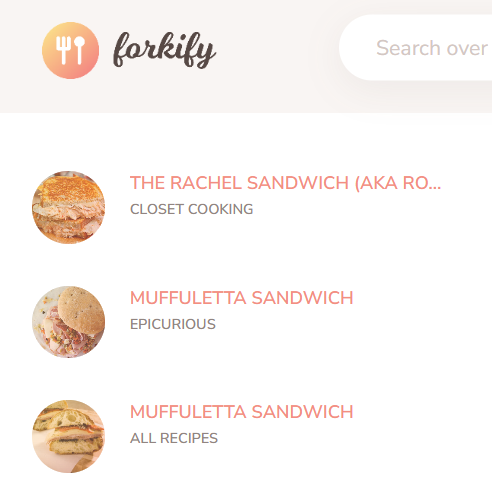 forkify
Search over
THE RACHEL SANDWICH (AKA RO...
CLOSET COOKING
MUFFULETTA SANDWICH
EPICURIOUS
MUFFULETTA SANDWICH
ALL RECIPES